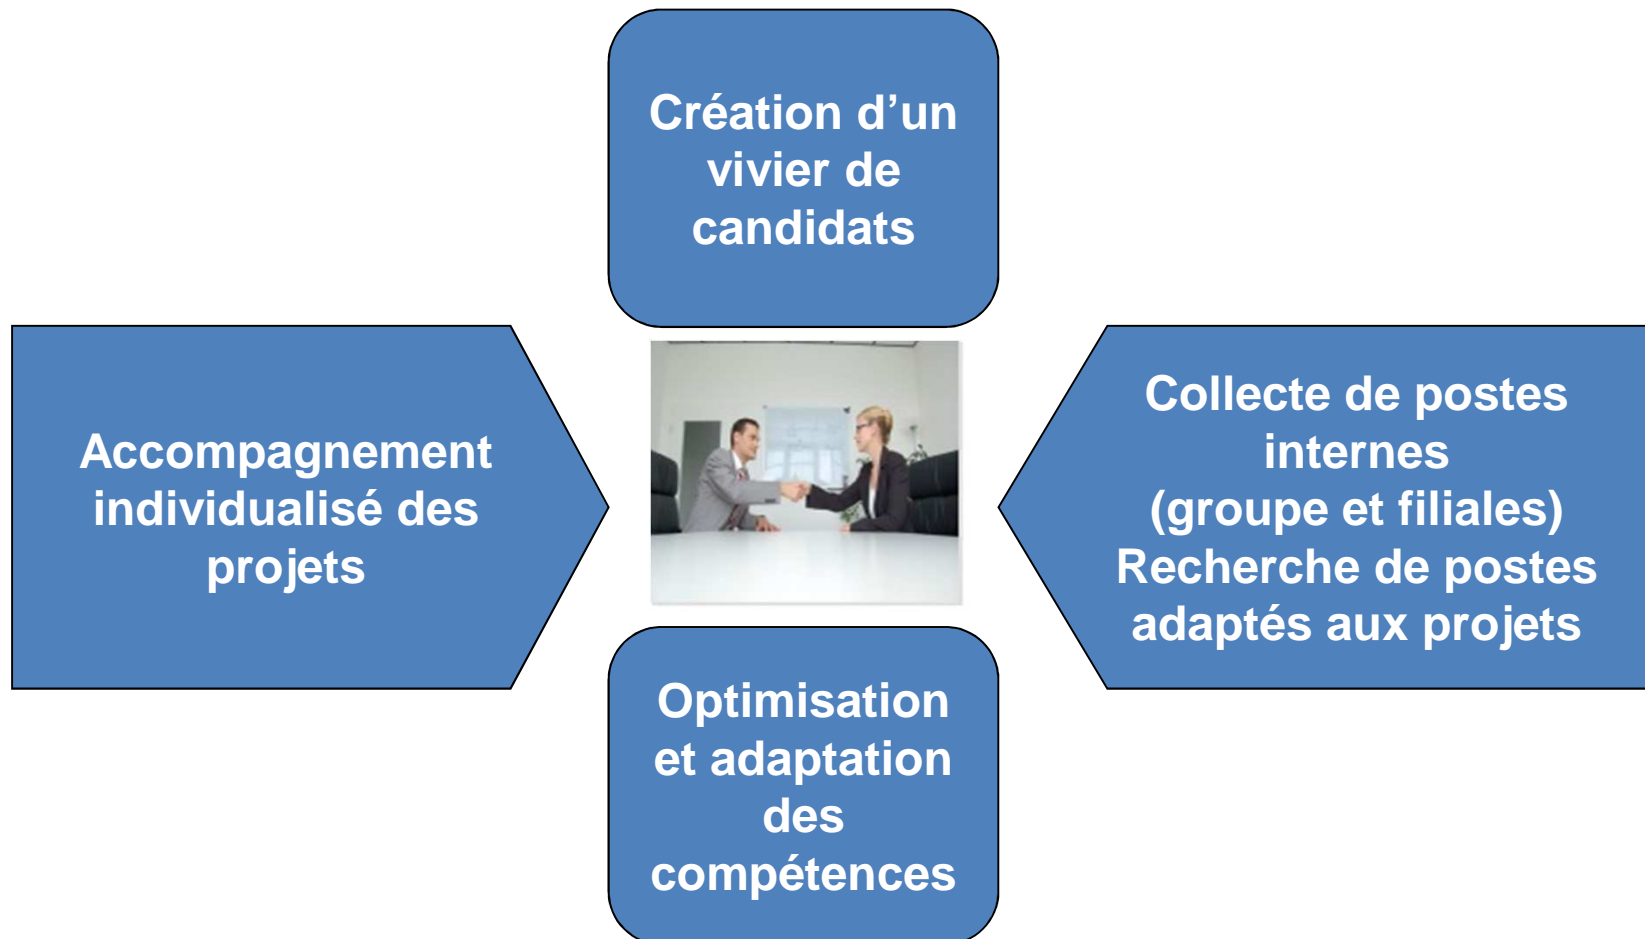 Création d’un
vivier de
candidats
Accompagnement
individualisé des
projets
Collecte de postes
internes
(groupe et filiales)
Recherche de postes
adaptés aux projets
Optimisation
et adaptation
des
compétences